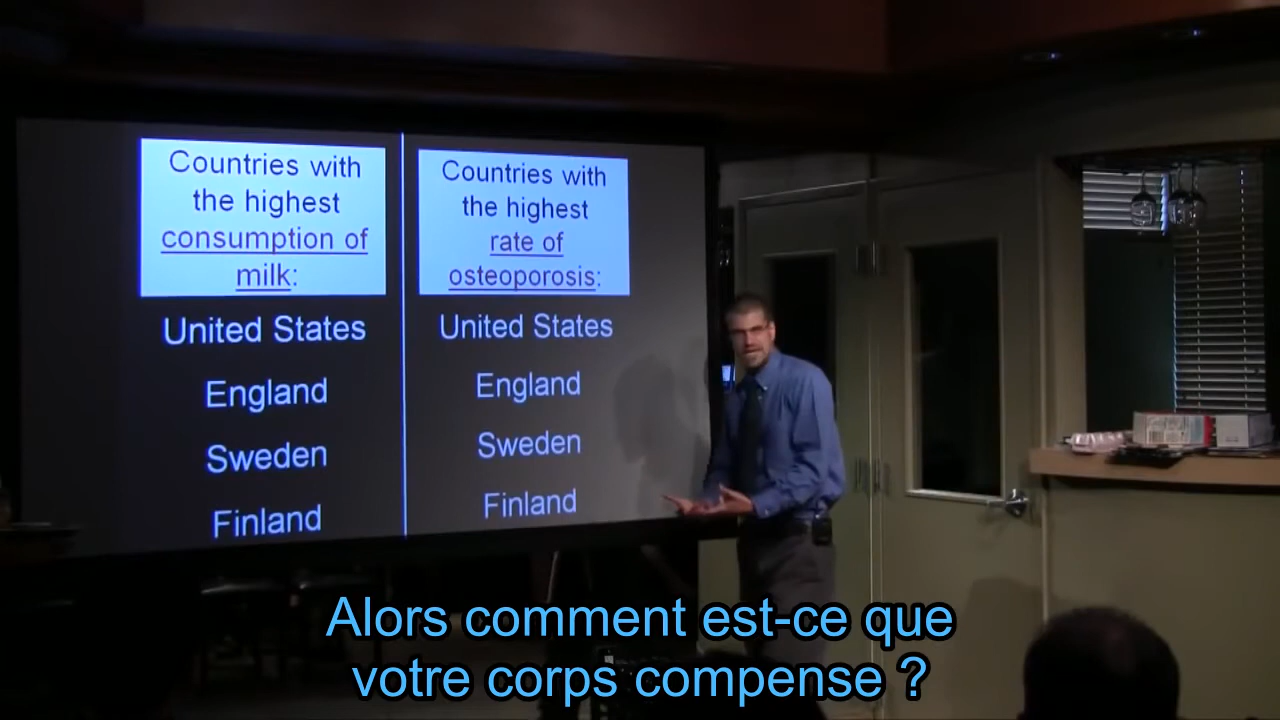 Countries with
the highest
consumption of
milk:
United States
England
Sweden
Finland
Countries with
the highest
rate of
osteoporosis:
United States
England
Sweden
Finland
Alors comment est-ce que
votre corps compense ?